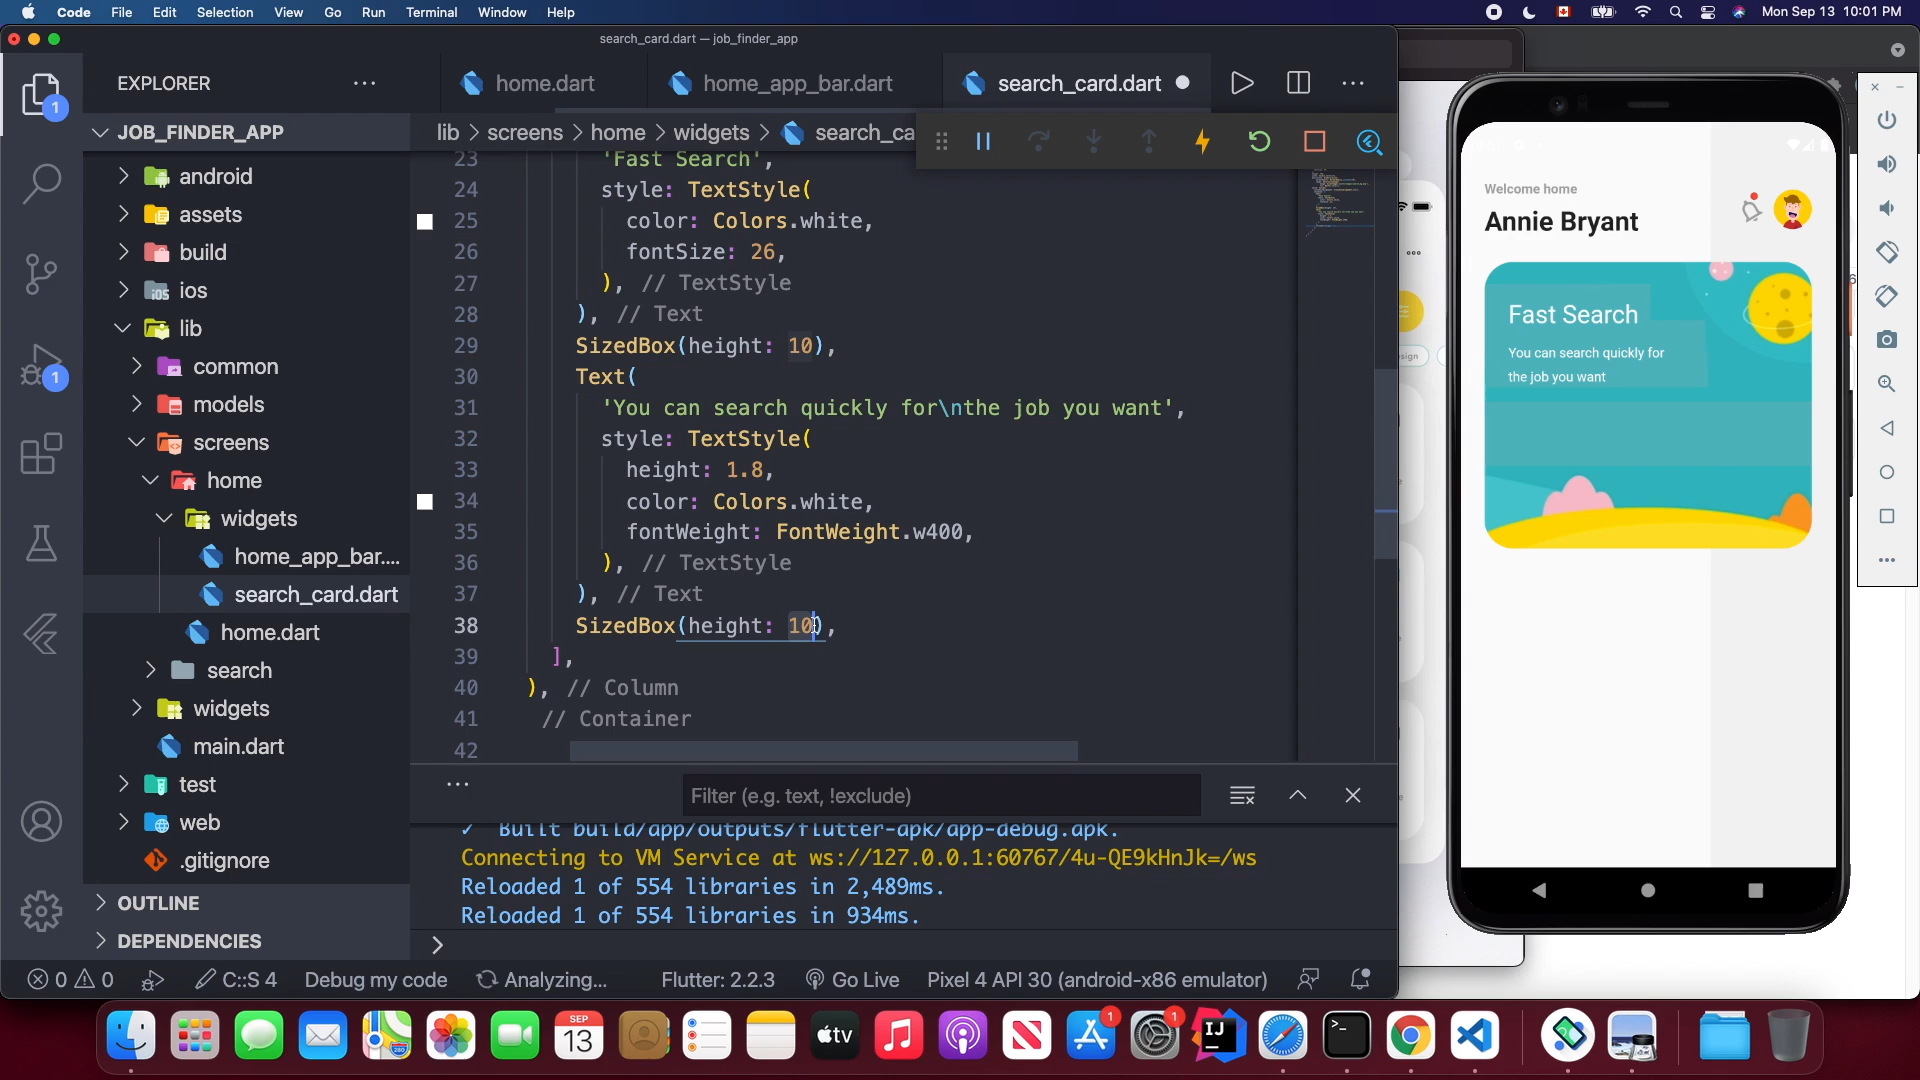 Code File Edit Selection View Go Run Terminal Window Help
Mon Sep 13 10:01 PM
search_card.dart — job_finder_app
EXPLORER
home.dart
home_app_bar.dart
search_card.dart
JOB_FINDER_APP
lib > screens > home > widgets > search_ca
android
assets
build
ios
lib
common
models
screens
home
widgets
home_app_bar....
search_card.dart
home.dart
search
widgets
main.dart
test
web
.gitignore
OUTLINE
DEPENDENCIES
23 'Fast Search',
24 style: TextStyle(
25 color: Colors.white,
26 fontSize: 26,
27 ), // TextStyle
28 ), // Text
29 SizedBox(height: 10),
30 Text(
31 'You can search quickly for\nthe job you want',
32 style: TextStyle(
33 height: 1.8,
34 color: Colors.white,
35 fontWeight: FontWeight.w400,
36 ), // TextStyle
37 ), // Text
38 SizedBox(height: 10),
39 ],
40 ), // Column
41 // Container
42
Filter (e.g. text, !exclude)
✓ Built build/app/outputs/flutter-apk/app-debug.apk.
Connecting to VM Service at ws://127.0.0.1:60767/4u-QE9kHnJk=/ws
Reloaded 1 of 554 libraries in 2,489ms.
Reloaded 1 of 554 libraries in 934ms.
>
0 0 C::S 4 Debug my code Analyzing... Flutter: 2.2.3 Go Live Pixel 4 API 30 (android-x86 emulator)
1
1
Welcome home
Annie Bryant
Fast Search
You can search quickly for
the job you want
SEP
13
tv
1
1
IJ